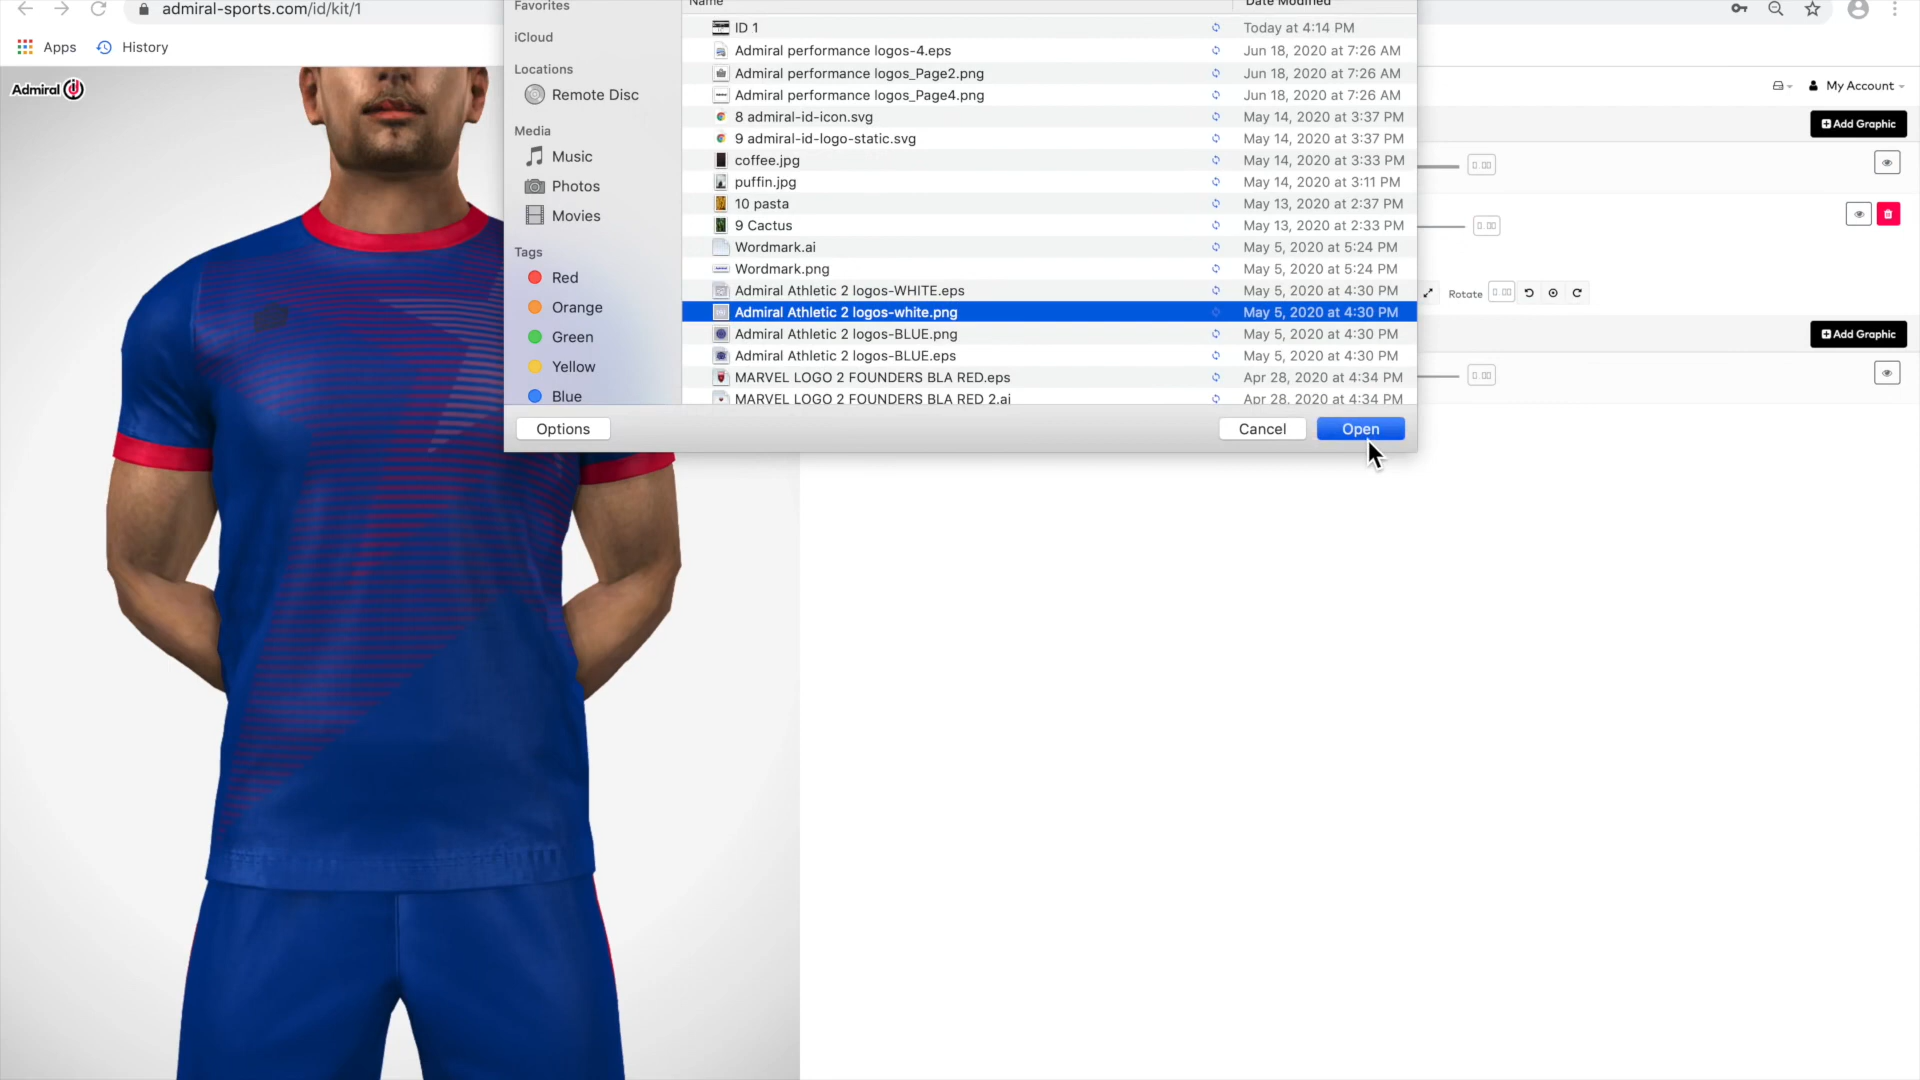 admiral-sports.com/id/kit/1
Apps
History
Admiral
Favorites
iCloud
Locations
Remote Disc
Media
Music
Photos
Movies
Tags
Red
Orange
Green
Yellow
Blue
Name Date Modified
ID 1 Today at 4:14 PM
Admiral performance logos-4.eps Jun 18, 2020 at 7:26 AM
Admiral performance logos_Page2.png Jun 18, 2020 at 7:26 AM
Admiral performance logos_Page4.png Jun 18, 2020 at 7:26 AM
8 admiral-id-icon.svg May 14, 2020 at 3:37 PM
9 admiral-id-logo-static.svg May 14, 2020 at 3:37 PM
coffee.jpg May 14, 2020 at 3:33 PM
puffin.jpg May 14, 2020 at 3:11 PM
10 pasta May 13, 2020 at 2:37 PM
9 Cactus May 13, 2020 at 2:33 PM
Wordmark.ai May 5, 2020 at 5:24 PM
Wordmark.png May 5, 2020 at 5:24 PM
Admiral Athletic 2 logos-WHITE.eps May 5, 2020 at 4:30 PM
Admiral Athletic 2 logos-white.png May 5, 2020 at 4:30 PM
Admiral Athletic 2 logos-BLUE.png May 5, 2020 at 4:30 PM
Admiral Athletic 2 logos-BLUE.eps May 5, 2020 at 4:30 PM
MARVEL LOGO 2 FOUNDERS BLA RED.eps Apr 28, 2020 at 4:34 PM
MARVEL LOGO 2 FOUNDERS BLA RED 2.ai Apr 28, 2020 at 4:34 PM
Options
Cancel
Open
My Account
Add Graphic
Rotate
Add Graphic